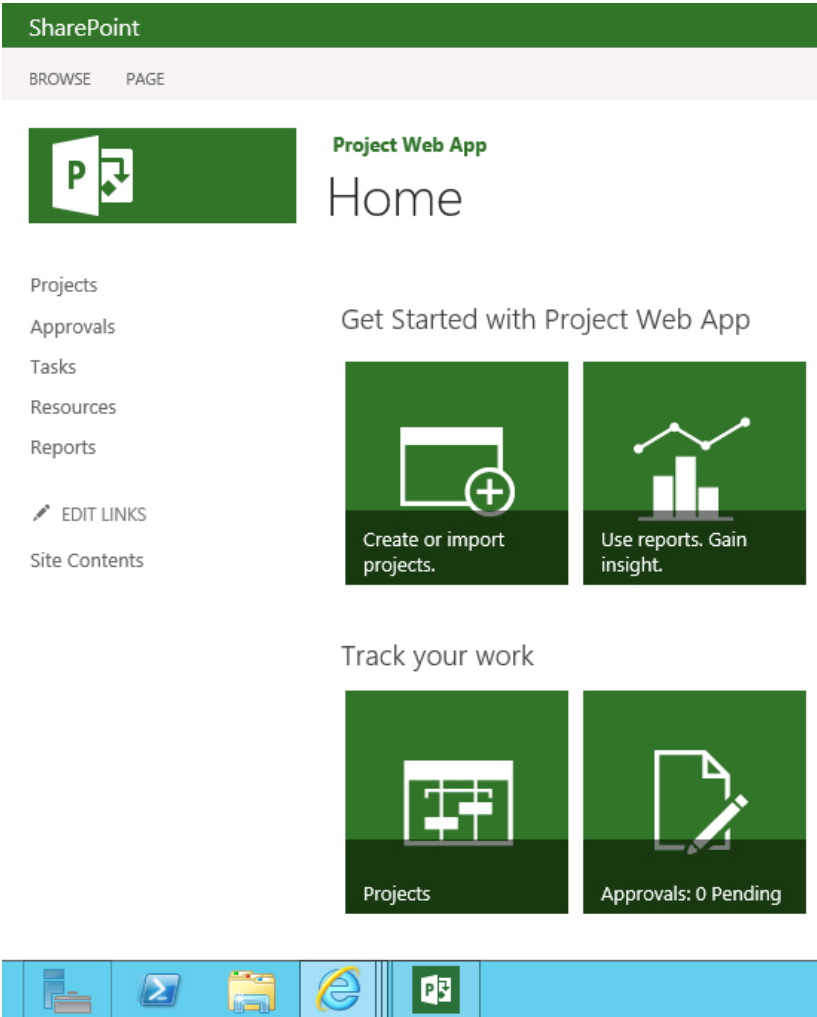 SharePoint
BROWSE PAGE
P
Project Web App
Home
Projects
Approvals
Tasks
Resources
Reports
EDIT LINKS
Site Contents
Get Started with Project Web App
Create or import
projects.
Use reports. Gain
insight.
Track your work
Projects
Approvals: 0 Pending
P